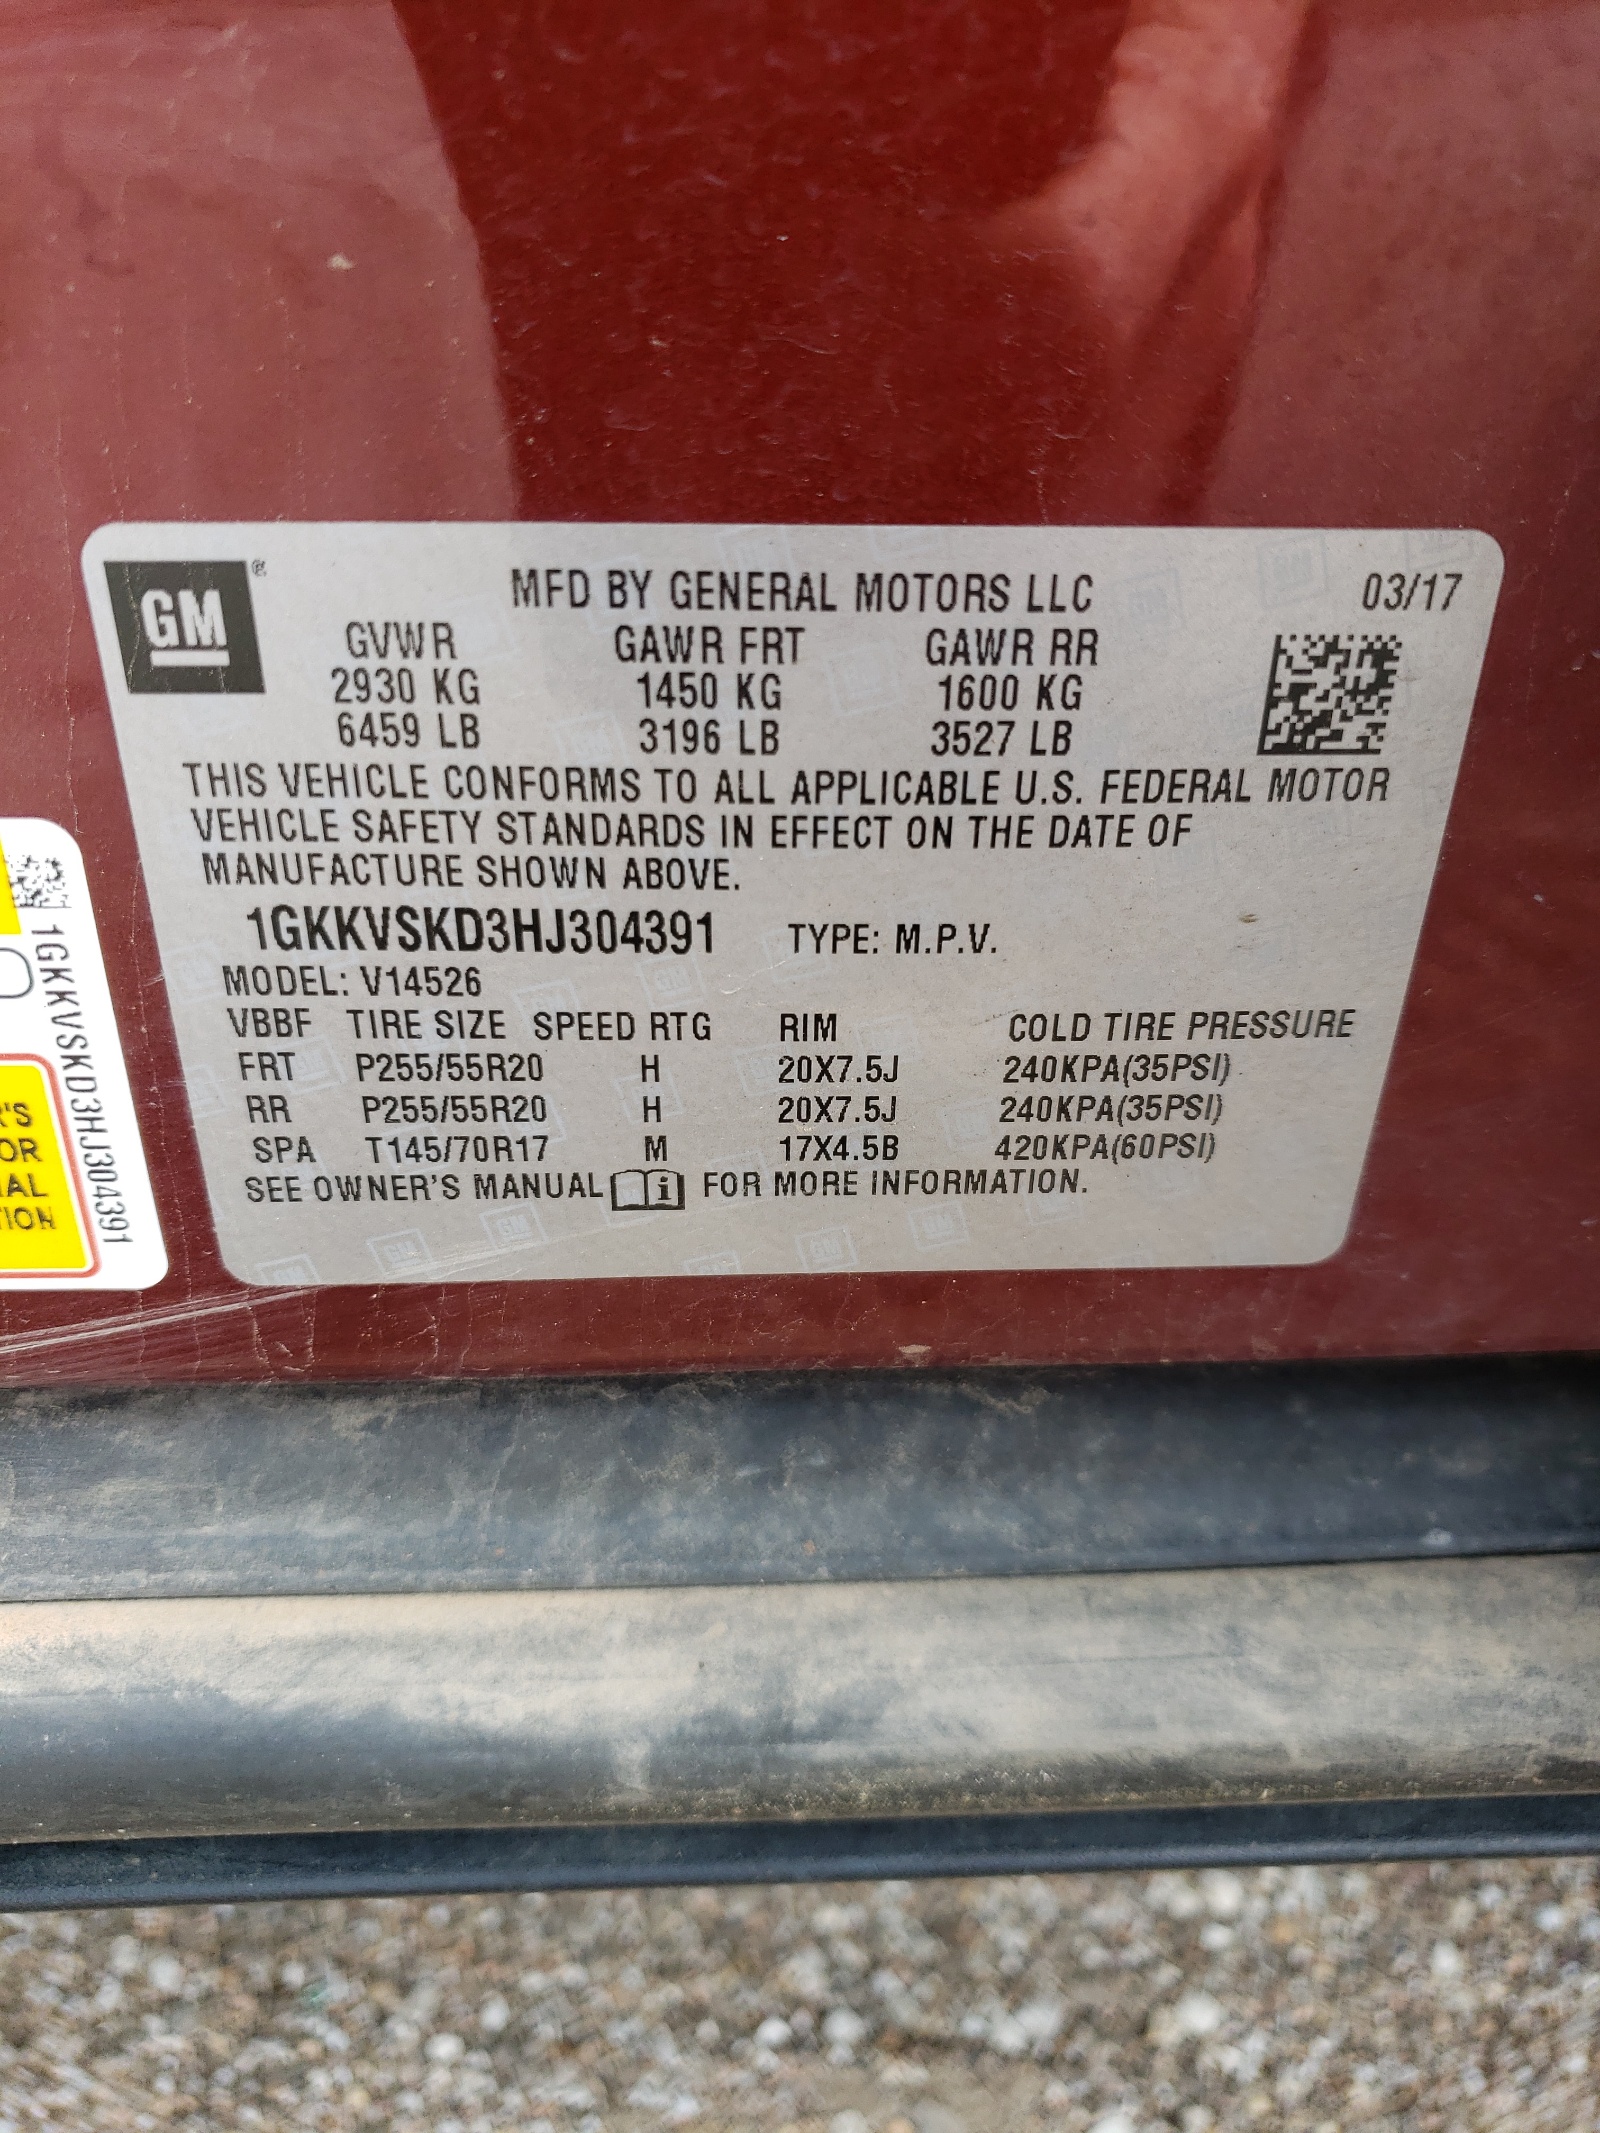 GM
MFD BY GENERAL MOTORS LLC 03/17
GVWR GAWR FRT GAWR RR
2930 KG 1450 KG 1600 KG
6459 LB 3196 LB 3527 LB
THIS VEHICLE CONFORMS TO ALL APPLICABLE U.S. FEDERAL MOTOR
VEHICLE SAFETY STANDARDS IN EFFECT ON THE DATE OF
MANUFACTURE SHOWN ABOVE.
1GKKVSKD3HJ304391 TYPE: M.P.V.
MODEL: V14526
VBBF TIRE SIZE SPEED RTG RIM COLD TIRE PRESSURE
FRT P255/55R20 H 20X7.5J 240KPA(35PSI)
RR P255/55R20 H 20X7.5J 240KPA(35PSI)
SPA T145/70R17 M 17X4.5B 420KPA(60PSI)
SEE OWNER'S MANUAL FOR MORE INFORMATION.
1GKKVSKD3HJ304391
R'S
OR
IAL
TION